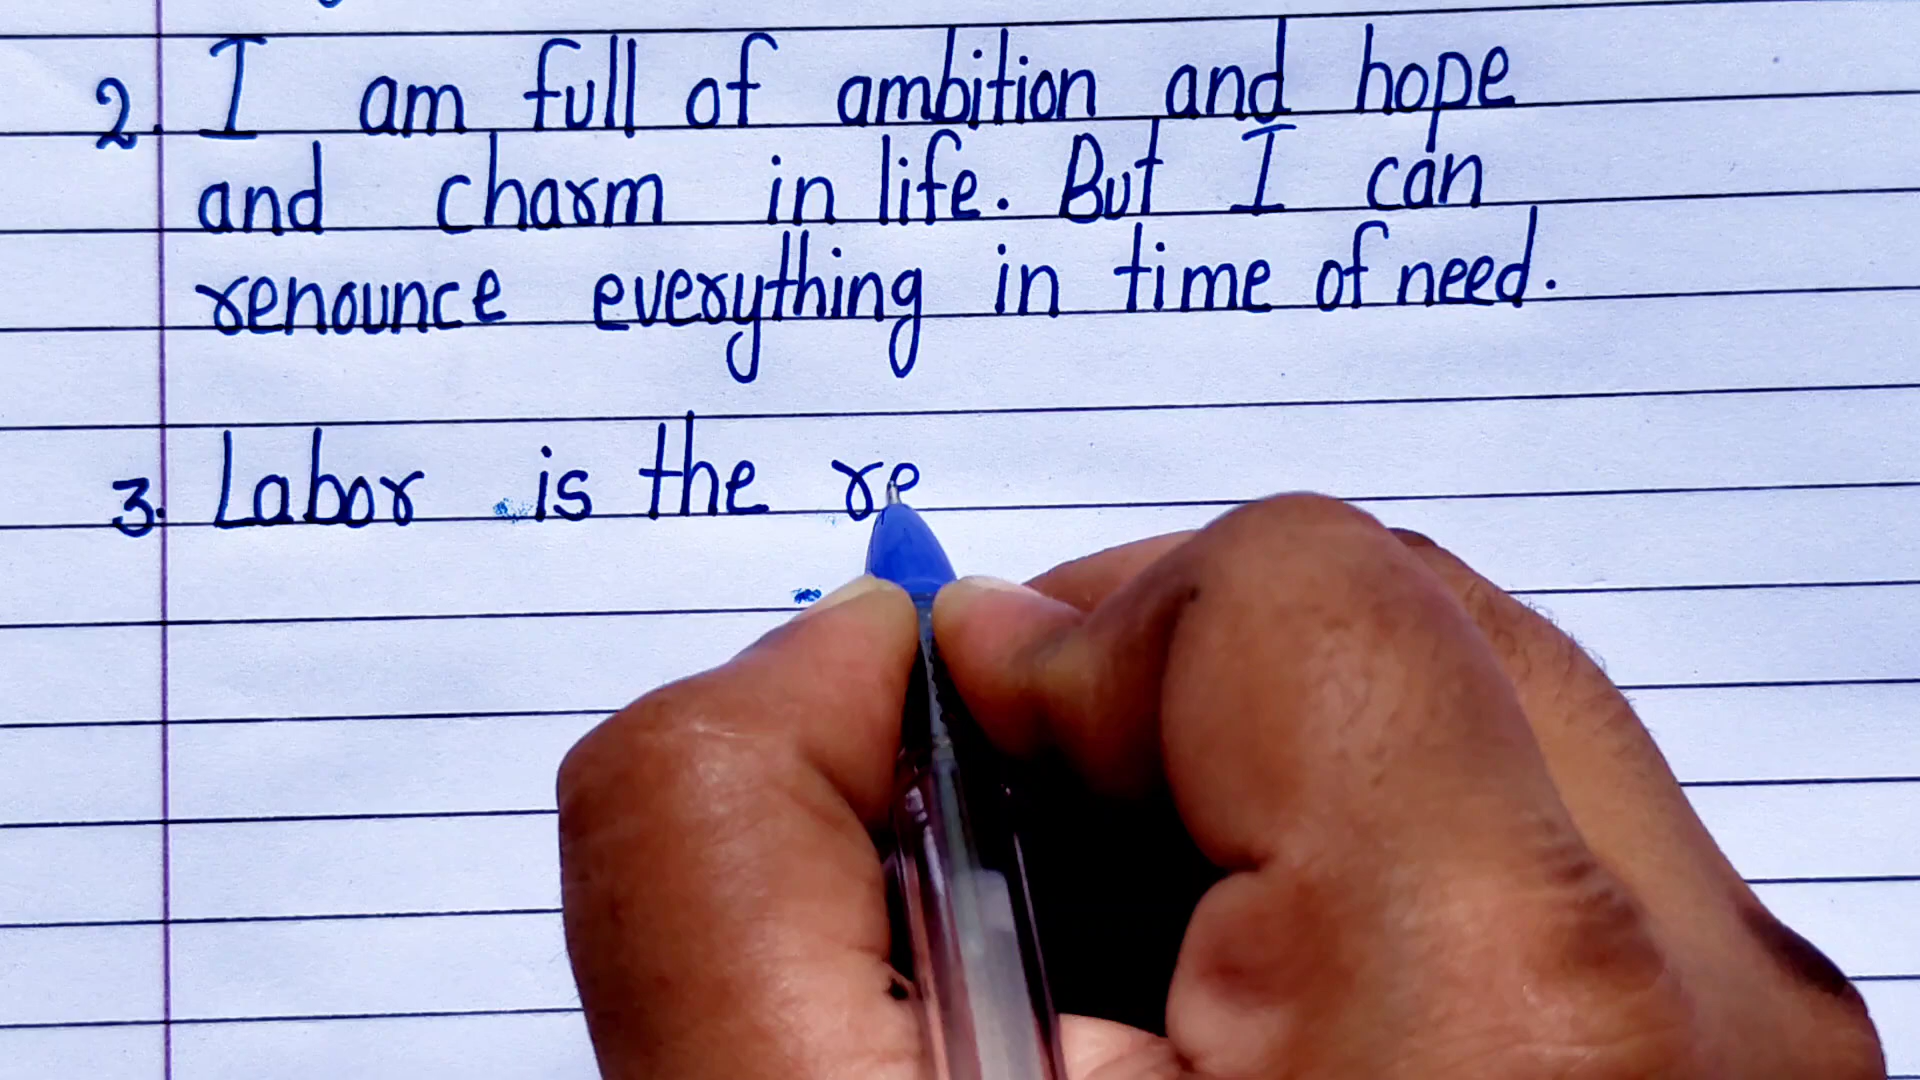 2. I am full of ambition and hope
and charm in life. But I can
renounce everything in time of need.
3. Labor is the re